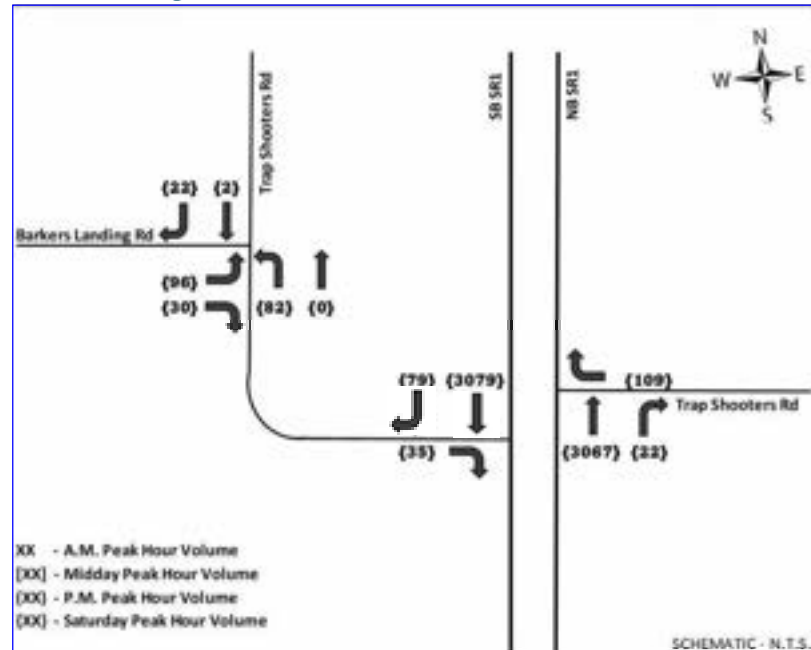 N
W E
S
Trap Shooters Rd
SB SR1
NB SR1
{22} {2}
Barkers Landing Rd
{96}
{30} {82} {0}
{79} {3079}
{109}
Trap Shooters Rd
{35}
{3067} {22}
XX - A.M. Peak Hour Volume
[XX] - Midday Peak Hour Volume
(XX) - P.M. Peak Hour Volume
{XX} - Saturday Peak Hour Volume
SCHEMATIC - N.T.S.